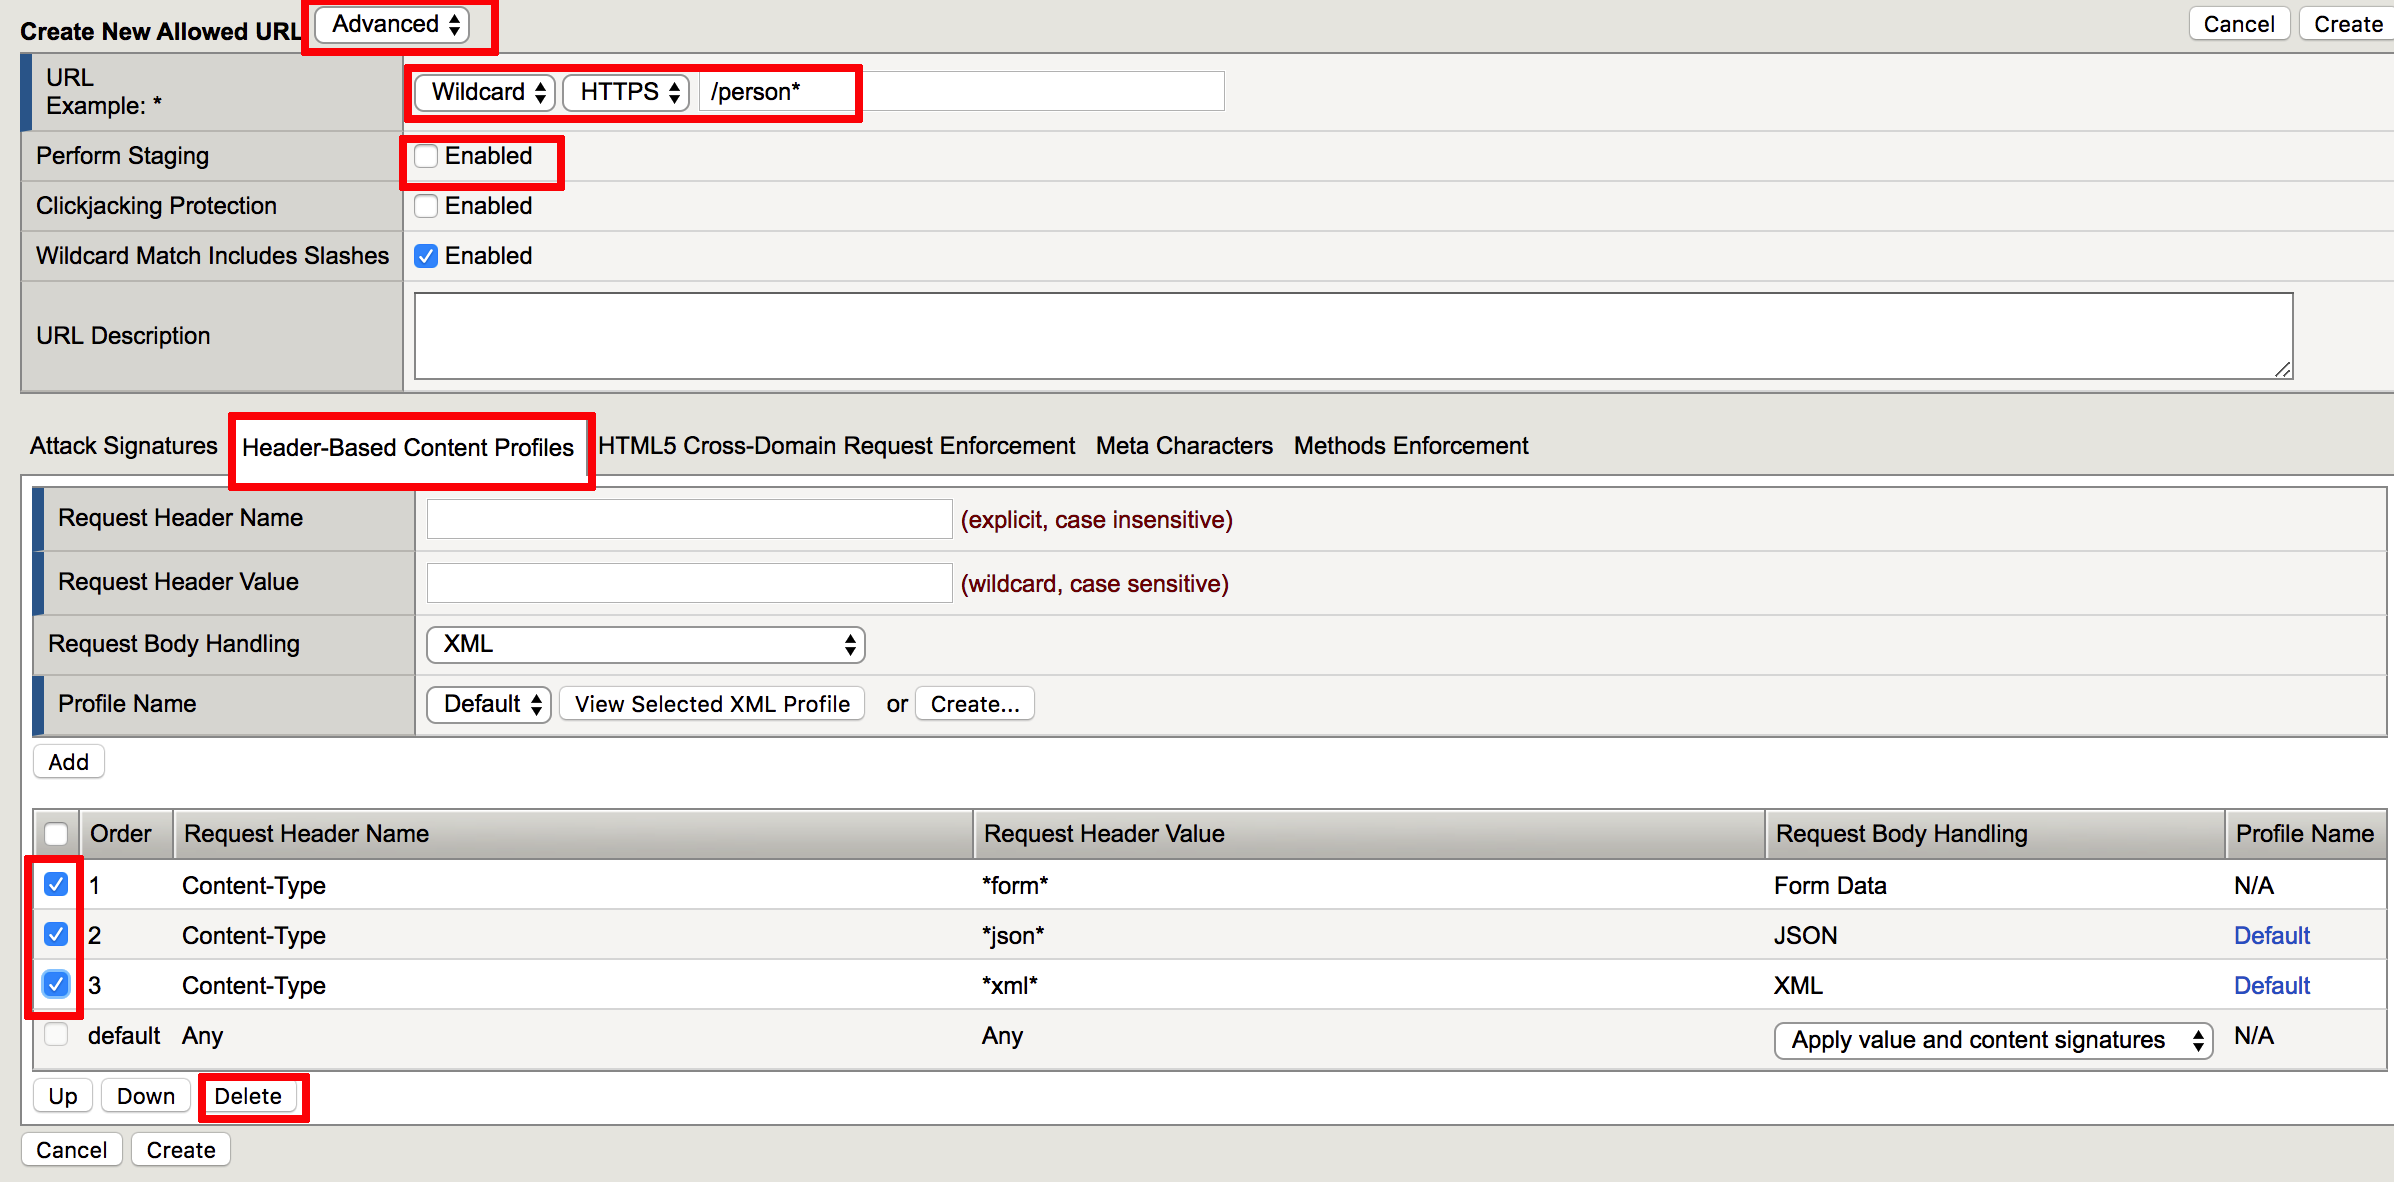 Create New Allowed URL Advanced Cancel Create
URL
Example: *
Wildcard HTTPS /person*
Perform Staging Enabled
Clickjacking Protection Enabled
Wildcard Match Includes Slashes Enabled
URL Description
Attack Signatures Header-Based Content Profiles HTML5 Cross-Domain Request Enforcement Meta Characters Methods Enforcement
Request Header Name (explicit, case insensitive)
Request Header Value (wildcard, case sensitive)
Request Body Handling XML
Profile Name Default View Selected XML Profile or Create...
Add
Order Request Header Name Request Header Value Request Body Handling Profile Name
1 Content-Type *form* Form Data N/A
2 Content-Type *json* JSON Default
3 Content-Type *xml* XML Default
default Any Any Apply value and content signatures N/A
Up Down Delete
Cancel Create